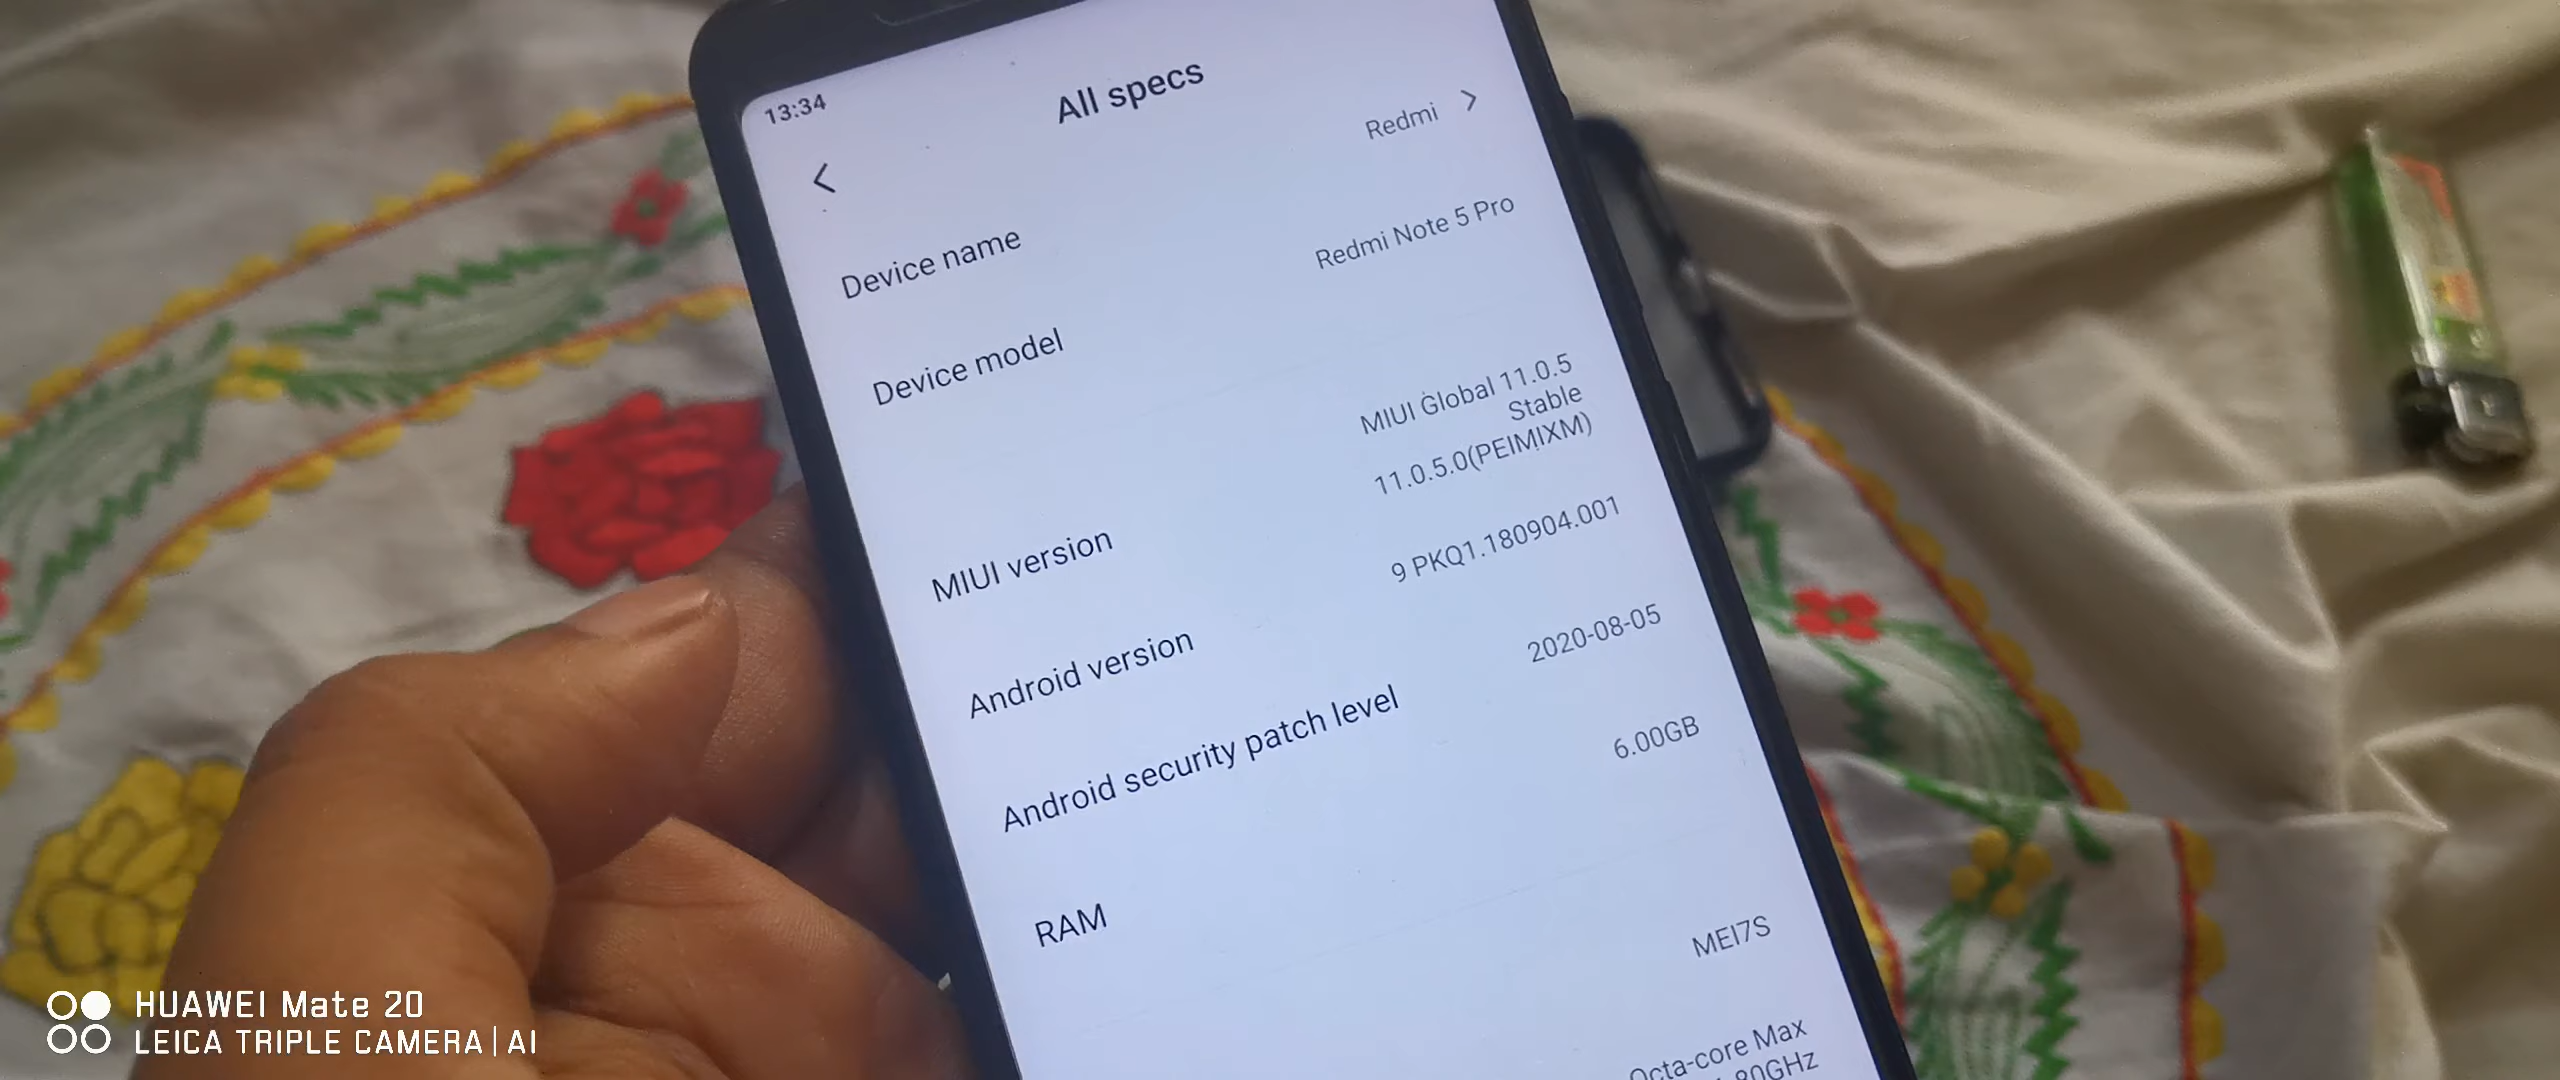 13:34
All specs
Device name
Redmi
Device model
Redmi Note 5 Pro
MIUI version
MIUI Global 11.0.5
Stable
11.0.5.0(PEIMIXM)
Android version
9 PKQ1.180904.001
Android security patch level
2020-08-05
RAM
6.00GB
MEI7S
Octa-core Max
HUAWEI Mate 20
LEICA TRIPLE CAMERA|AI